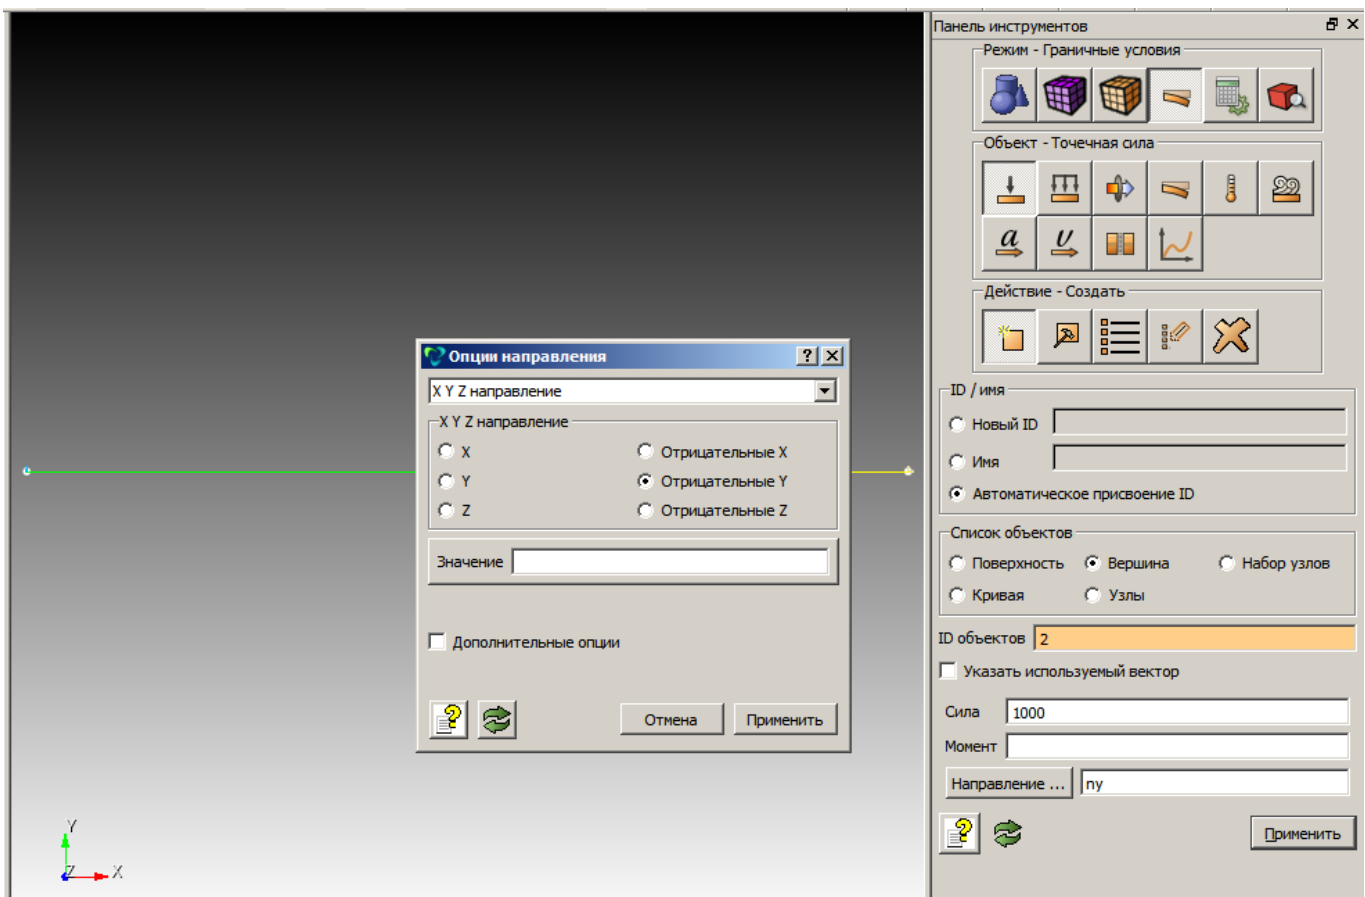 Панель инструментов
Режим - Граничные условия
Объект - Точечная сила
a
υ
Действие - Создать
Опции направления
X Y Z направление
X Y Z направление
X
Отрицательные X
Y
Отрицательные Y
Z
Отрицательные Z
Значение
Дополнительные опции
Отмена
Применить
ID / имя
Новый ID
Имя
Автоматическое присвоение ID
Список объектов
Поверхность
Вершина
Набор узлов
Кривая
Узлы
ID объектов 2
Указать используемый вектор
Сила 1000
Момент
Направление ... ny
Применить
Y
Z
X